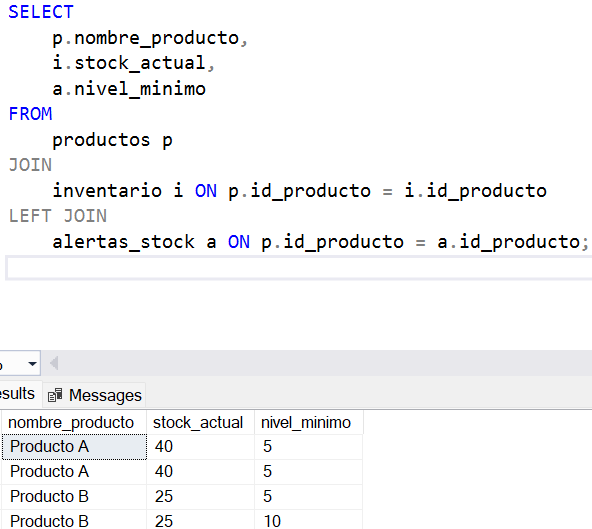 SELECT
p.nombre_producto,
i.stock_actual,
a.nivel_minimo
FROM
productos p
JOIN
inventario i ON p.id_producto = i.id_producto
LEFT JOIN
alertas_stock a ON p.id_producto = a.id_producto;
esults Messages
nombre_producto stock_actual nivel_minimo
Producto A 40 5
Producto A 40 5
Producto B 25 5
Producto B 25 10